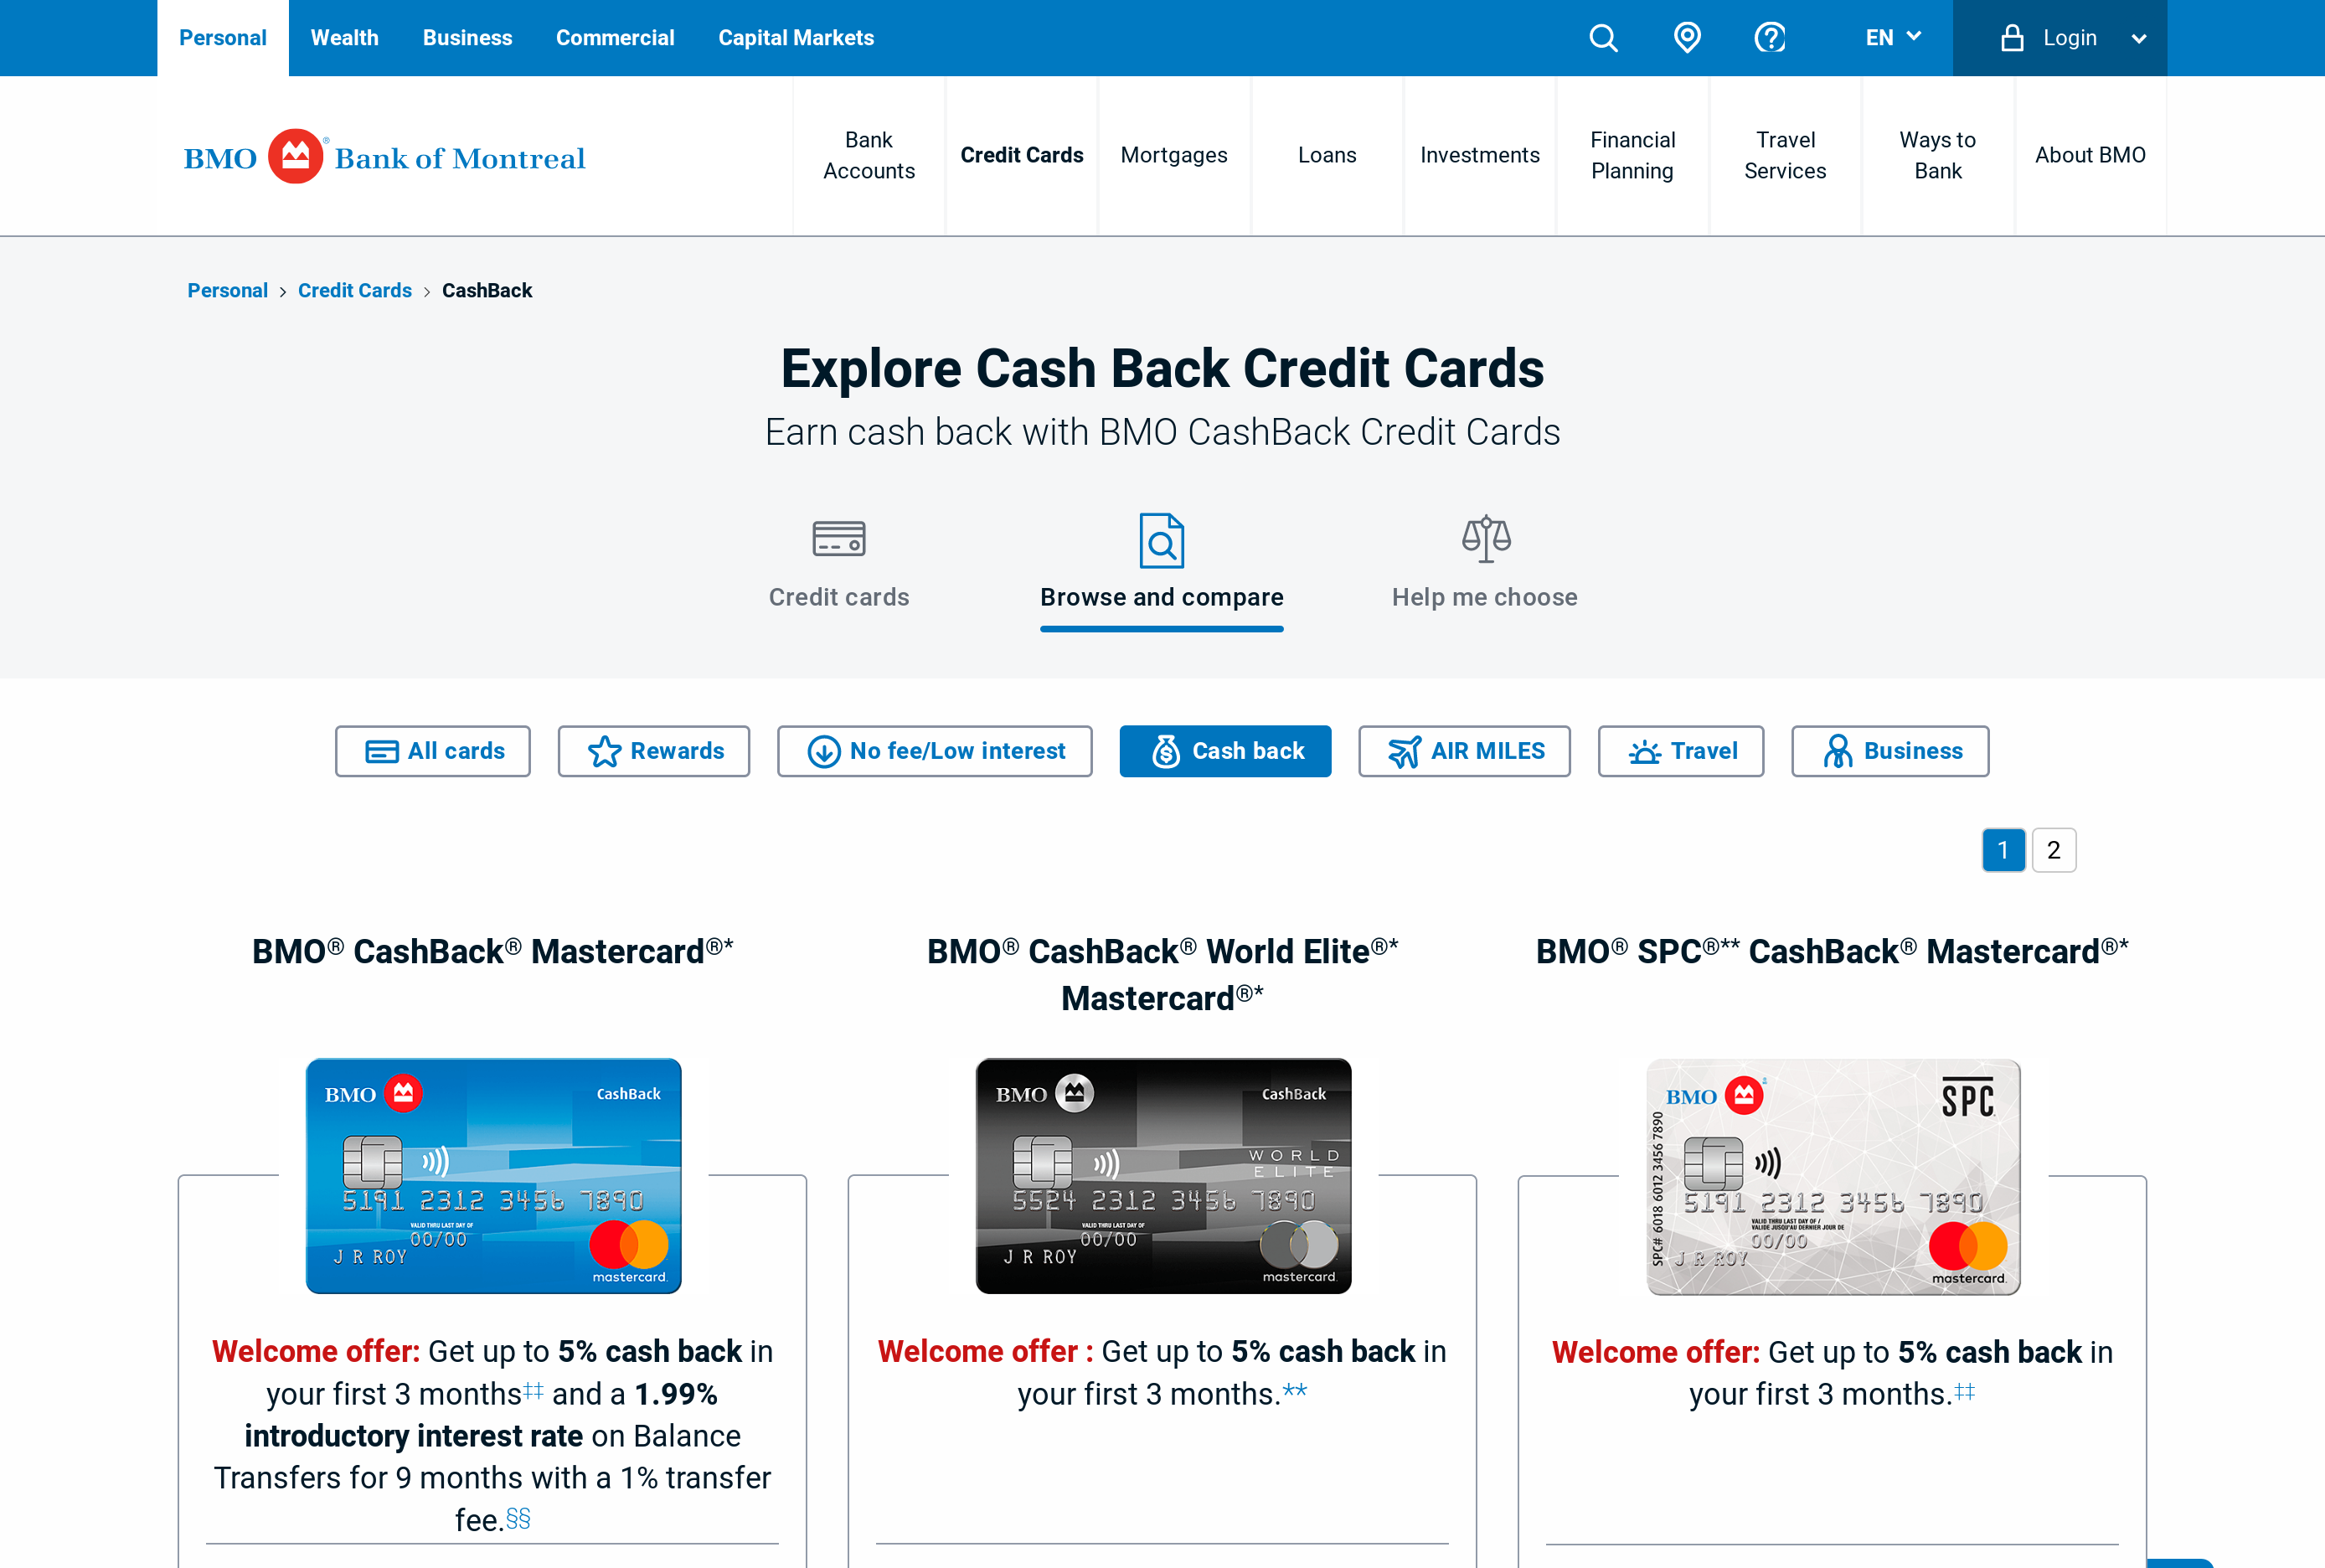 Personal Wealth Business Commercial Capital Markets EN Login
BMO ® Bank of Montreal
Bank Accounts
Credit Cards
Mortgages
Loans
Investments
Financial Planning
Travel Services
Ways to Bank
About BMO
Personal > Credit Cards > CashBack
Explore Cash Back Credit Cards
Earn cash back with BMO CashBack Credit Cards
Credit cards Browse and compare Help me choose
All cards Rewards No fee/Low interest Cash back AIR MILES Travel Business
1 2
BMO® CashBack® Mastercard®*
BMO CashBack
5191 2312 3456 7890
VALID THRU LAST DAY OF
00/00
J R ROY
mastercard.
Welcome offer: Get up to 5% cash back in
your first 3 months‡‡ and a 1.99%
introductory interest rate on Balance
Transfers for 9 months with a 1% transfer
fee.§§
BMO® CashBack® World Elite®*
Mastercard®*
BMO CashBack
WORLD
ELITE
5524 2312 3456 7890
VALID THRU LAST DAY OF
00/00
J R ROY
mastercard.
Welcome offer : Get up to 5% cash back in
your first 3 months.**
BMO® SPC®** CashBack® Mastercard®*
BMO SPC
SPC# 6018 6012 3456 7890
5191 2312 3456 7890
VALID THRU LAST DAY OF /
VALIDE JUSQU'AU DERNIER JOUR DE
00/00
J R ROY
mastercard.
Welcome offer: Get up to 5% cash back in
your first 3 months.‡‡